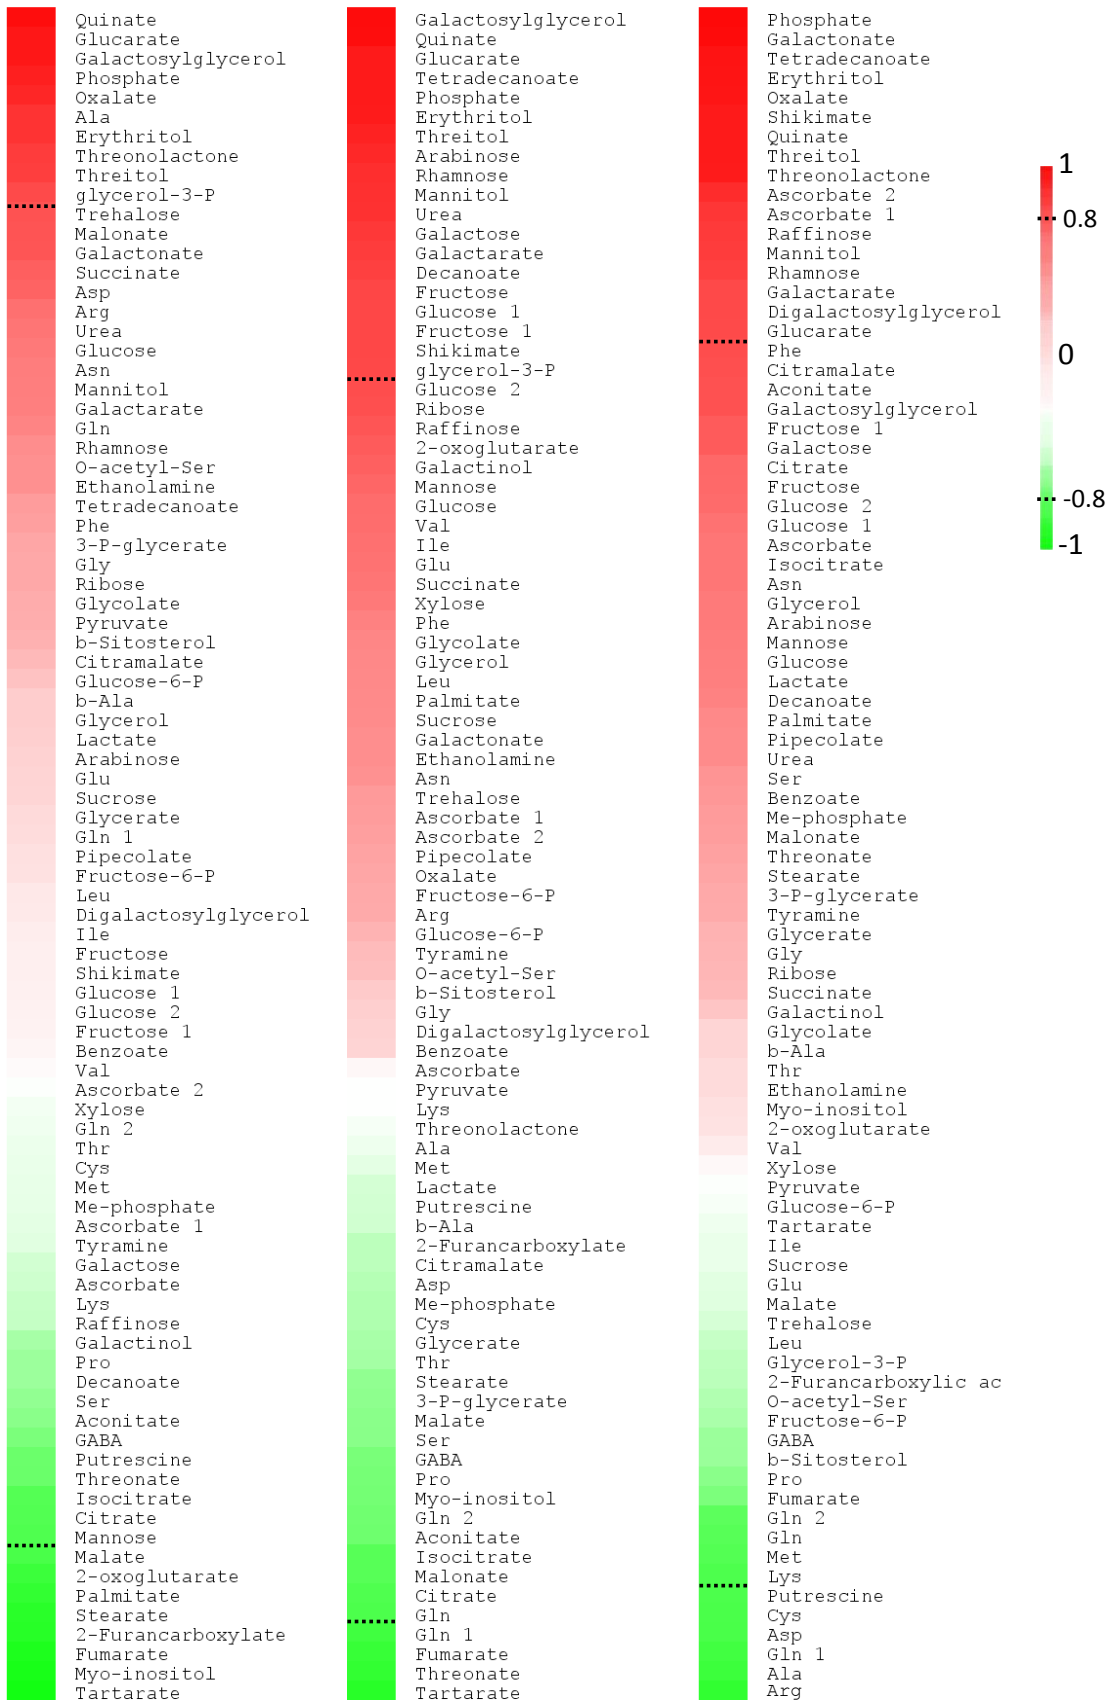 Quinate
Glucarate
Galactosylglycerol
Phosphate
Oxalate
Ala
Erythritol
Threonolactone
Threitol
glycerol-3-P
Trehalose
Malonate
Galactonate
Succinate
Asp
Arg
Urea
Glucose
Asn
Mannitol
Galactarate
Gln
Rhamnose
O-acetyl-Ser
Ethanolamine
Tetradecanoate
Phe
3-P-glycerate
Gly
Ribose
Glycolate
Pyruvate
b-Sitosterol
Citramalate
Glucose-6-P
b-Ala
Glycerol
Lactate
Arabinose
Glu
Sucrose
Glycerate
Gln 1
Pipecolate
Fructose-6-P
Leu
Digalactosylglycerol
Ile
Fructose
Shikimate
Glucose 1
Glucose 2
Fructose 1
Benzoate
Val
Ascorbate 2
Xylose
Gln 2
Thr
Cys
Met
Me-phosphate
Ascorbate 1
Tyramine
Galactose
Ascorbate
Lys
Raffinose
Galactinol
Pro
Decanoate
Ser
Aconitate
GABA
Putrescine
Threonate
Isocitrate
Citrate
Mannose
Malate
2-oxoglutarate
Palmitate
Stearate
2-Furancarboxylate
Fumarate
Myo-inositol
Tartarate
Galactosylglycerol
Quinate
Glucarate
Tetradecanoate
Phosphate
Erythritol
Threitol
Arabinose
Rhamnose
Mannitol
Urea
Galactose
Galactarate
Decanoate
Fructose
Glucose 1
Fructose 1
Shikimate
glycerol-3-P
Glucose 2
Ribose
Raffinose
2-oxoglutarate
Galactinol
Mannose
Glucose
Val
Ile
Glu
Succinate
Xylose
Phe
Glycolate
Glycerol
Leu
Palmitate
Sucrose
Galactonate
Ethanolamine
Asn
Trehalose
Ascorbate 1
Ascorbate 2
Pipecolate
Oxalate
Fructose-6-P
Arg
Glucose-6-P
Tyramine
O-acetyl-Ser
b-Sitosterol
Gly
Digalactosylglycerol
Benzoate
Ascorbate
Pyruvate
Lys
Threonolactone
Ala
Met
Lactate
Putrescine
b-Ala
2-Furancarboxylate
Citramalate
Asp
Me-phosphate
Cys
Glycerate
Thr
Stearate
3-P-glycerate
Malate
Ser
GABA
Pro
Myo-inositol
Gln 2
Aconitate
Isocitrate
Malonate
Citrate
Gln
Gln 1
Fumarate
Threonate
Tartarate
Phosphate
Galactonate
Tetradecanoate
Erythritol
Oxalate
Shikimate
Quinate
Threitol
Threonolactone
Ascorbate 2
Ascorbate 1
Raffinose
Mannitol
Rhamnose
Galactarate
Digalactosylglycerol
Glucarate
Phe
Citramalate
Aconitate
Galactosylglycerol
Fructose 1
Galactose
Citrate
Fructose
Glucose 2
Glucose 1
Ascorbate
Isocitrate
Asn
Glycerol
Arabinose
Mannose
Glucose
Lactate
Decanoate
Palmitate
Pipecolate
Urea
Ser
Benzoate
Me-phosphate
Malonate
Threonate
Stearate
3-P-glycerate
Tyramine
Glycerate
Gly
Ribose
Succinate
Galactinol
Glycolate
b-Ala
Thr
Ethanolamine
Myo-inositol
2-oxoglutarate
Val
Xylose
Pyruvate
Glucose-6-P
Tartarate
Ile
Sucrose
Glu
Malate
Trehalose
Leu
Glycerol-3-P
2-Furancarboxylic ac
O-acetyl-Ser
Fructose-6-P
GABA
b-Sitosterol
Pro
Fumarate
Gln 2
Gln
Met
Lys
Putrescine
Cys
Asp
Gln 1
Ala
Arg
1
0.8
0
-0.8
-1